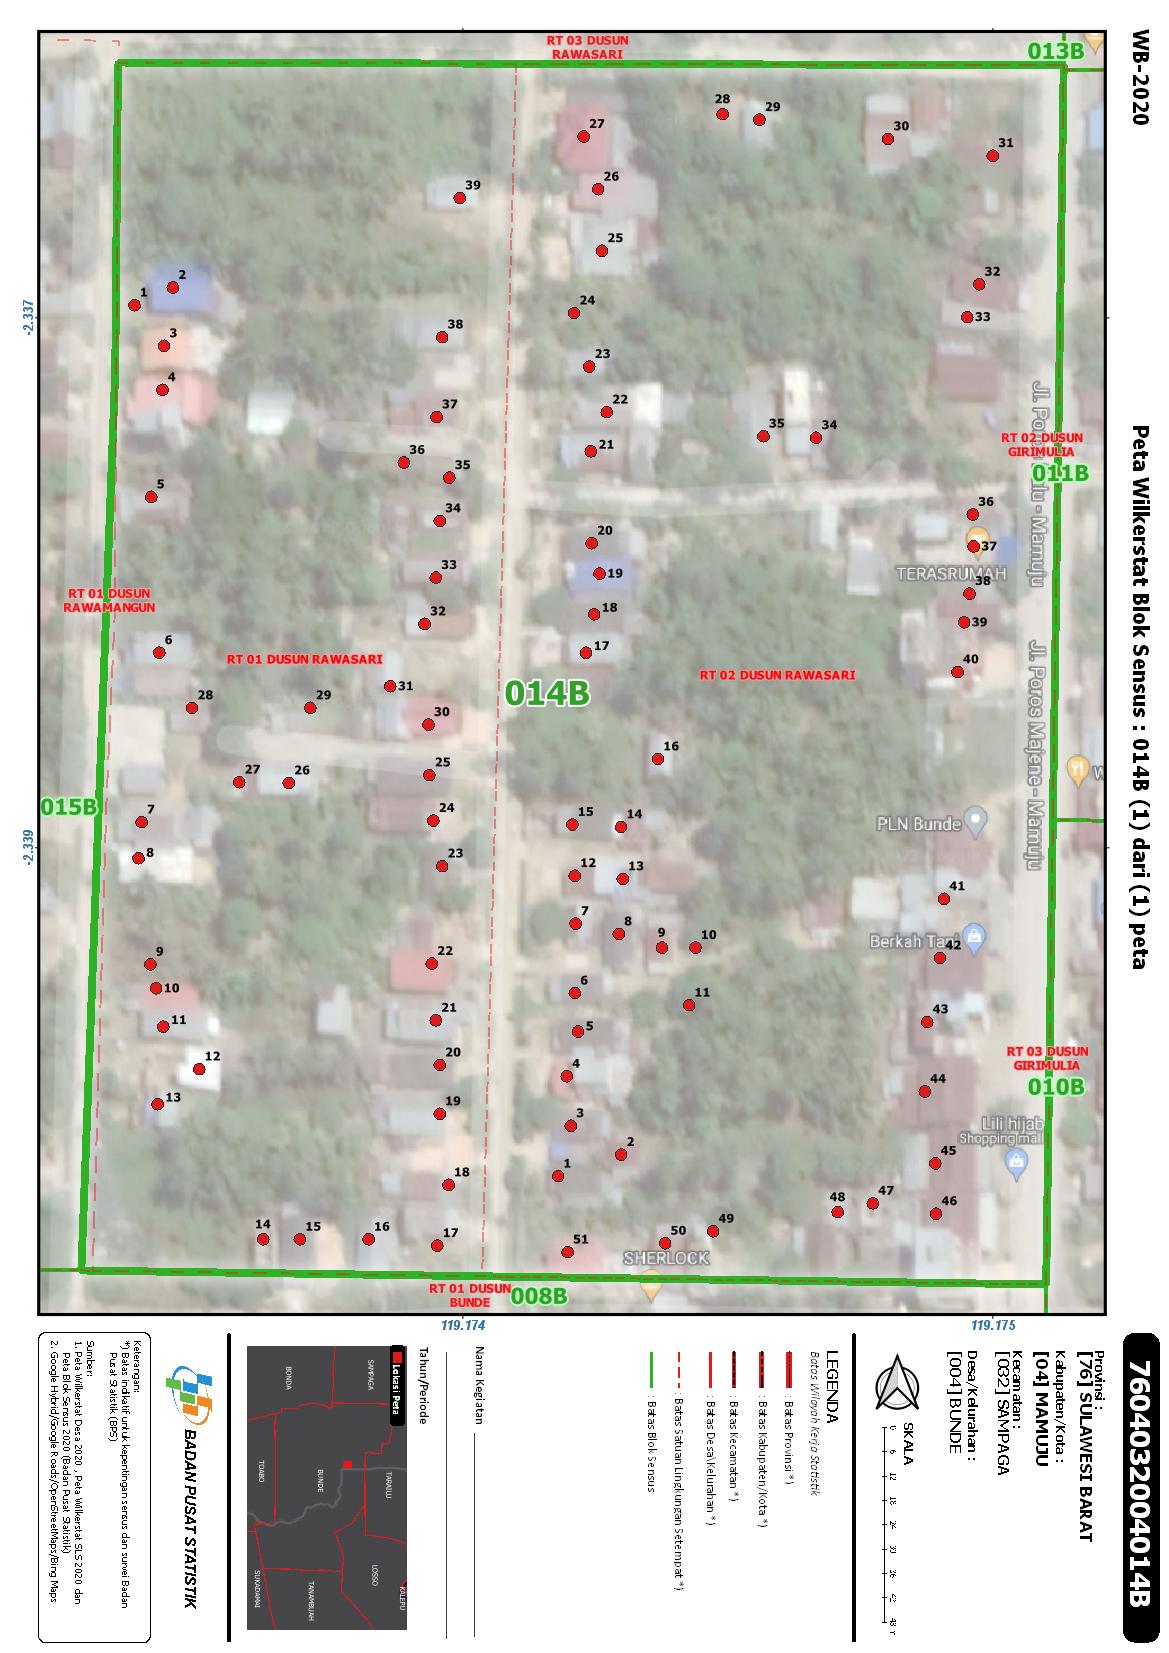 WB-2020
Peta Wilkerstat Blok Sensus : 014B (1) dari (1) peta
RT 03 DUSUN
RAWASARI
013B
28
29
27
30
31
39
26
25
2
1
32
24
33
3
38
23
4
22
37
35
34
RT 02 DUSUN
GIRIMULIA
21
36
011B
35
5
34
36
20
37
33
19
TERASRUMAH
38
RT 01 DUSUN
RAWAMANGUN
32
18
39
6
17
RT 01 DUSUN RAWASARI
40
RT 02 DUSUN RAWASARI
31
014B
28
29
30
16
27
26
25
015B
7
24
15
14
PLN Bunde
8
23
12
13
41
7
8
9
10
Berkah Tani
42
22
9
10
6
11
21
11
5
43
RT 03 DUSUN
GIRIMULIA
12
20
4
010B
44
13
19
3
Lili hijab
Shopping mall
2
1
45
18
47
48
46
14
15
16
17
49
50
51
SHERLOCK
RT 01 DUSUN
BUNDE
008B
Jl. Poros Majene - Mamuju
-2.337
-2.339
119.174
119.175
7604032004014B
Provinsi :
[76] SULAWESI BARAT
Kabupaten/Kota :
[04] MAMUJU
Kecamatan :
[032] SAMPAGA
Desa/Kelurahan :
[004] BUNDE
SKALA
0 6 12 18 24 30 36 42 48
LEGENDA
Batas Wilayah Kerja Statistik
: Batas Provinsi *)
: Batas Kabupaten/Kota *)
: Batas Kecamatan *)
: Batas Desa\Kelurahan *)
: Batas Satuan Lingkungan Setempat *)
: Batas Blok Sensus
Nama Kegiatan
Tahun/Periode
Lokasi Peta
SAMPAGA
BONDA
TARAILU
BUNDE
TOABO
LOSSO
KALEPU
TANAMBUAH
SUKADAMAI
BADAN PUSAT STATISTIK
Keterangan:
*) Batas indikatif untuk kepentingan sensus dan survei Badan
Pusat Statistik (BPS)
Sumber:
1. Peta Wilkerstat Desa 2020 , Peta Wilkerstat SLS 2020 dan
Peta Blok Sensus 2020 (Badan Pusat Statistik)
2. Google Hybrid/Google Roads/OpenStreetMaps/Bing Maps